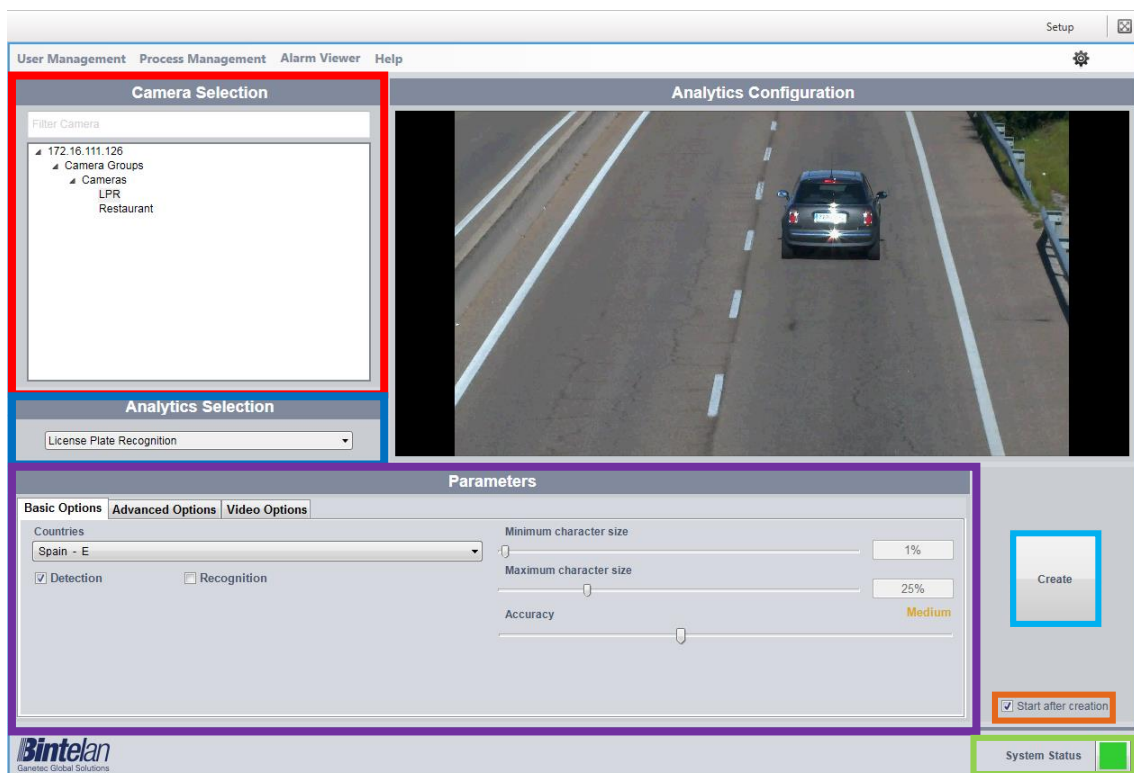 Setup
User Management Process Management Alarm Viewer Help
Camera Selection
Filter Camera
172.16.111.126
Camera Groups
Cameras
LPR
Restaurant
Analytics Selection
License Plate Recognition
Analytics Configuration
Parameters
Basic Options Advanced Options Video Options
Countries
Spain - E
Detection Recognition
Minimum character size
1%
Maximum character size
25%
Accuracy Medium
Create
Start after creation
Bintelan
Ganetec Global Solutions
System Status